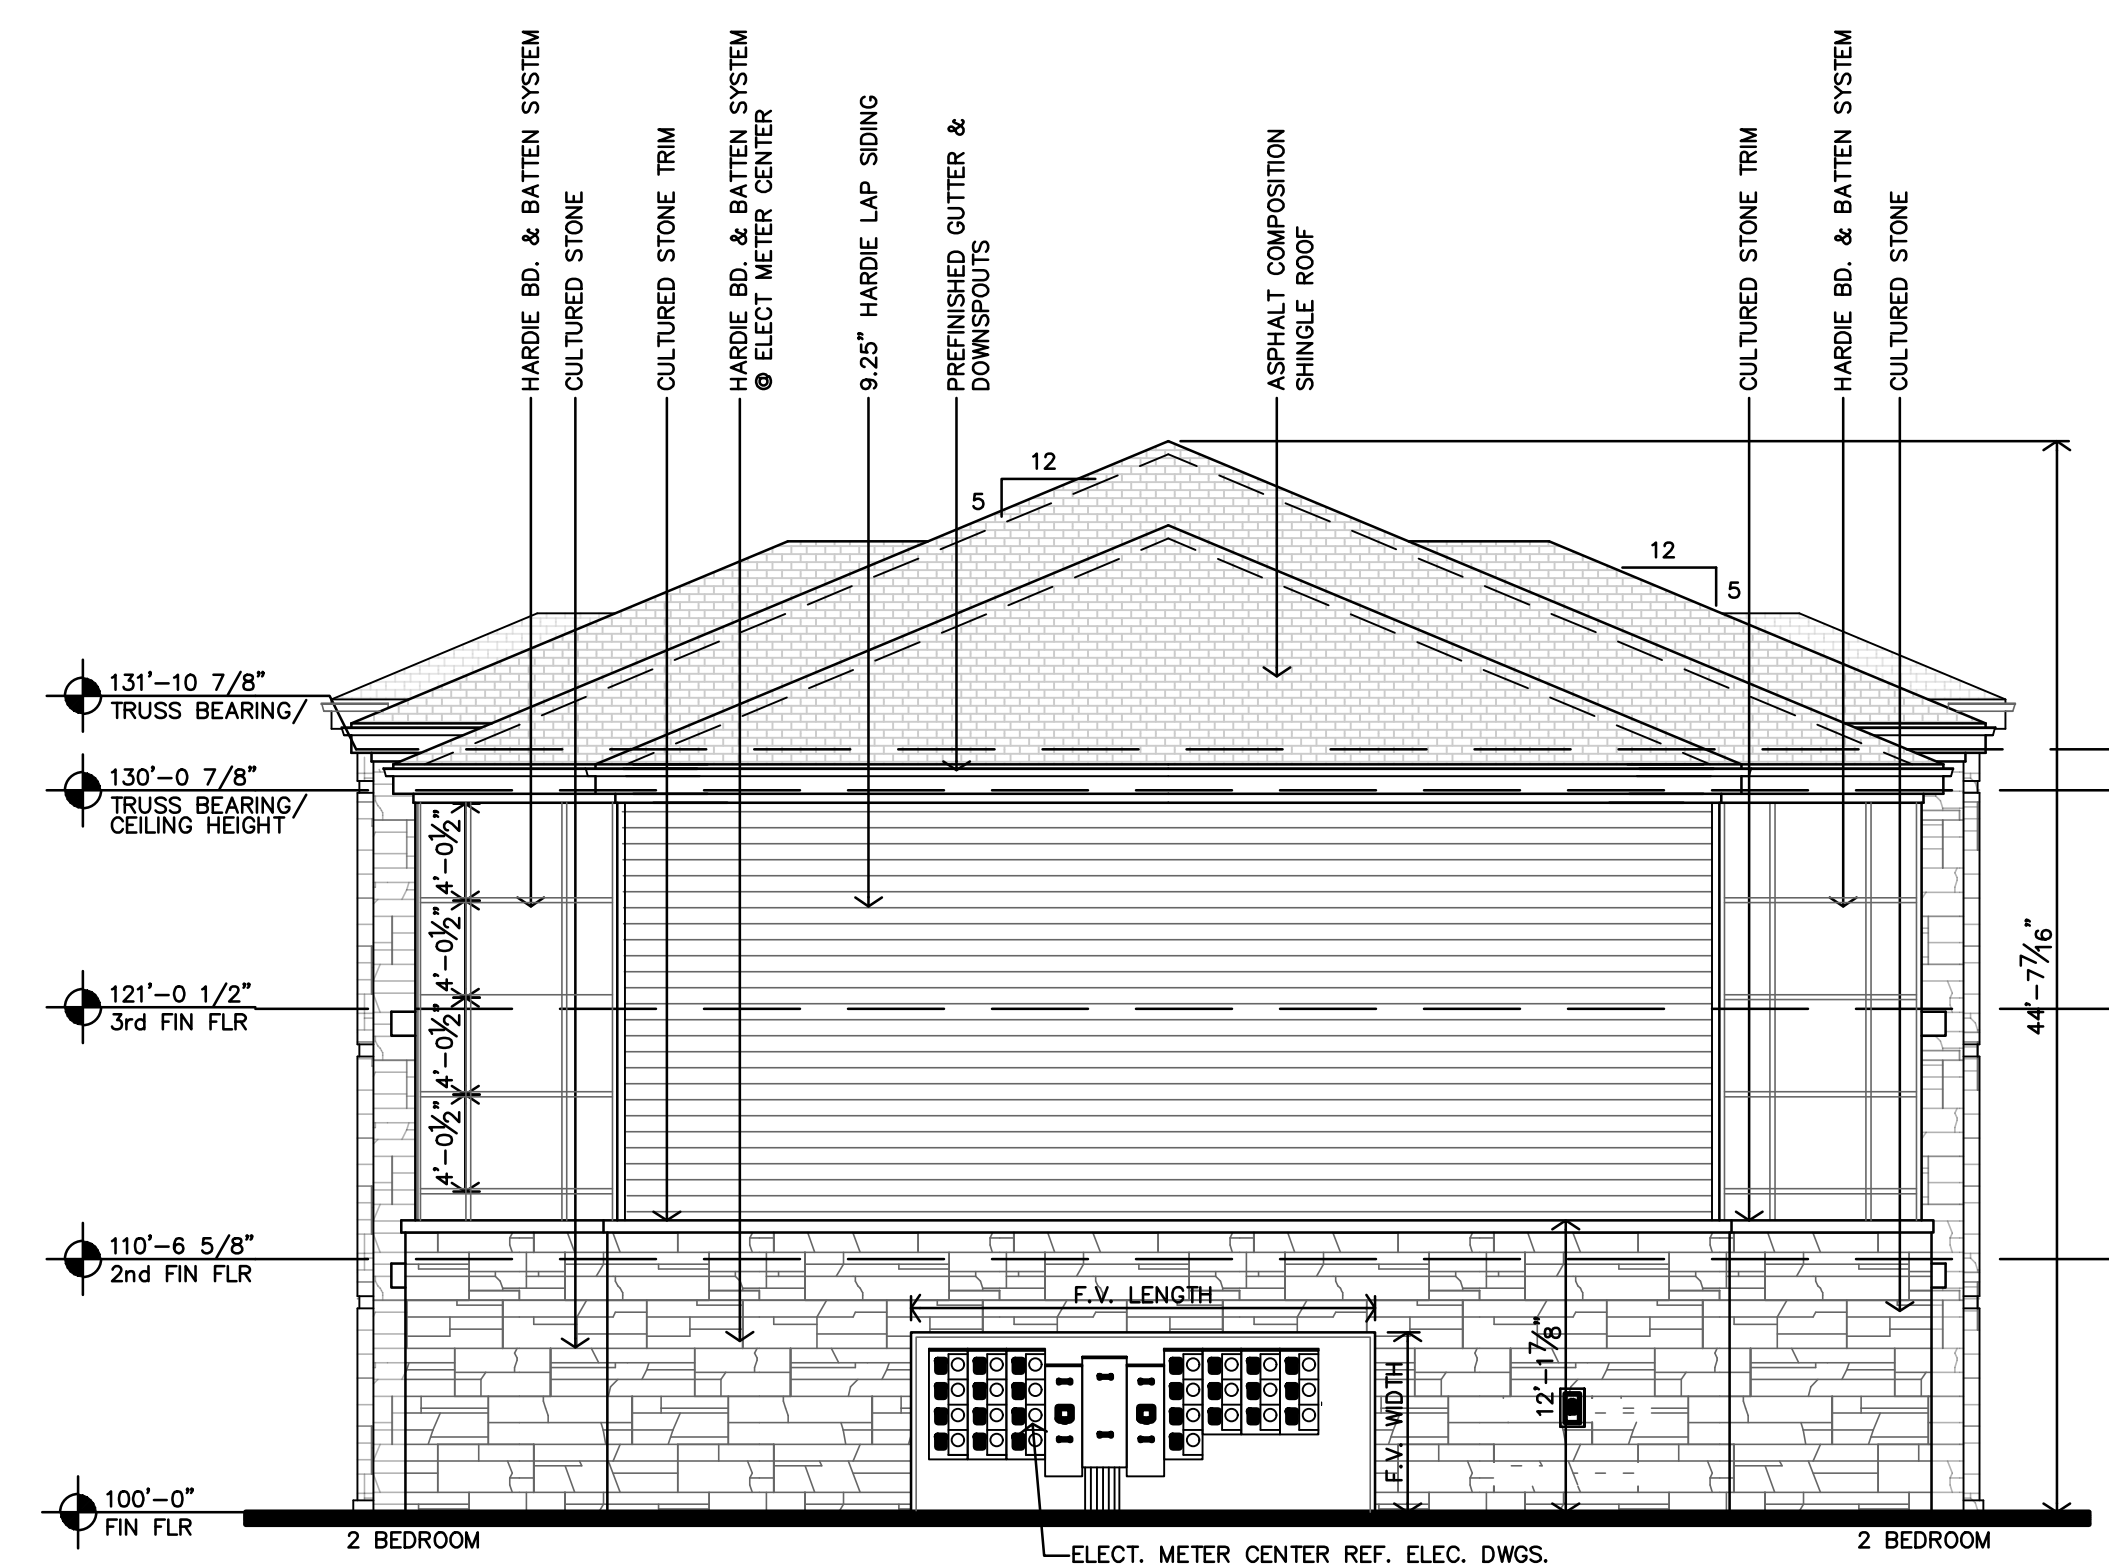 HARDIE BD. & BATTEN SYSTEM
CULTURED STONE
CULTURED STONE TRIM
HARDIE BD. & BATTEN SYSTEM
@ ELECT METER CENTER
9.25" HARDIE LAP SIDING
PREFINISHED GUTTER &
DOWNSPOUTS
ASPHALT COMPOSITION
SHINGLE ROOF
CULTURED STONE TRIM
HARDIE BD. & BATTEN SYSTEM
CULTURED STONE
12
5
12
5
131'-10 7/8"
TRUSS BEARING/
130'-0 7/8"
TRUSS BEARING/
CEILING HEIGHT
4'-0½"
4'-0½"
4'-0½"
4'-0½"
121'-0 1/2"
3rd FIN FLR
44'-7 7/16"
110'-6 5/8"
2nd FIN FLR
F.V. LENGTH
F.V. WIDTH
12'-1 7/8"
100'-0"
FIN FLR
2 BEDROOM
2 BEDROOM
ELECT. METER CENTER REF. ELEC. DWGS.